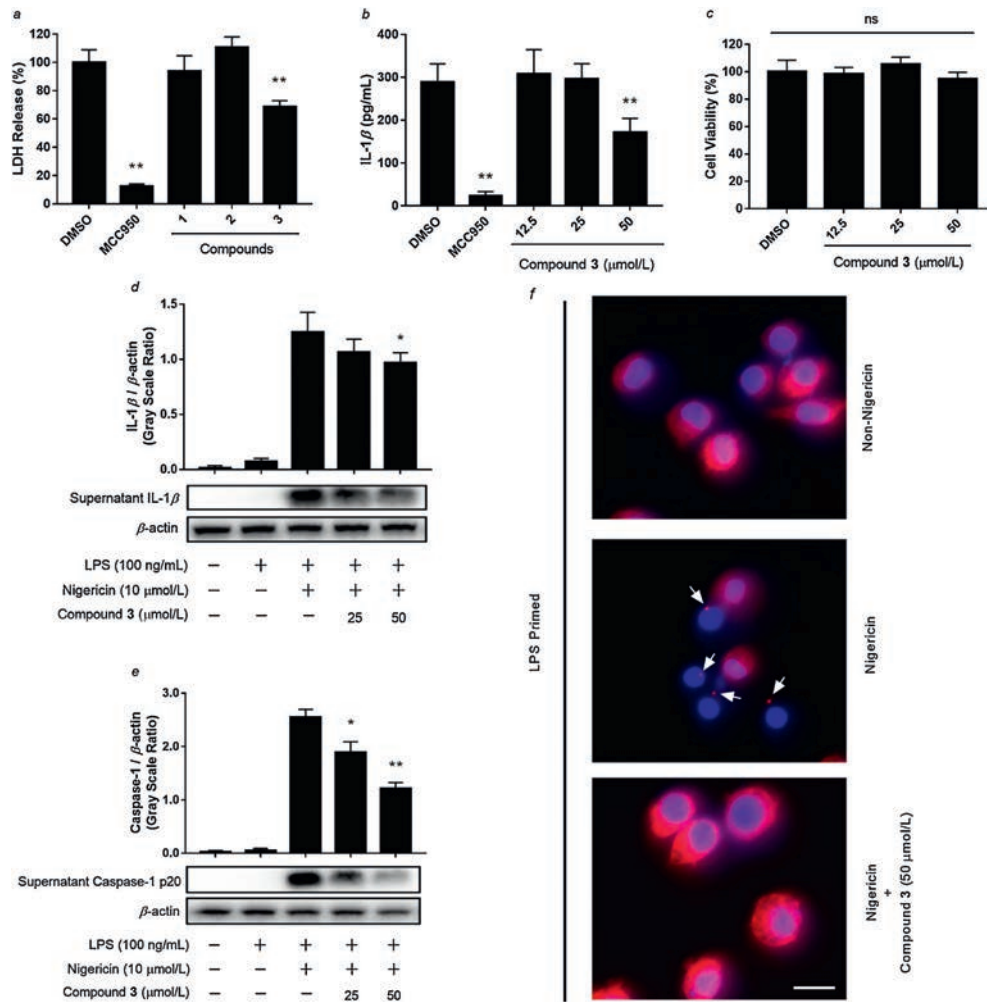 a
LDH Release (%)
120
100
80
60
40
20
0
**
**
DMSO
MCC950
1
2
3
Compounds
b
IL-1β (pg/mL)
400
300
200
100
0
**
**
DMSO
MCC950
12.5
25
50
Compound 3 (μmol/L)
c
ns
Cell Viability (%)
120
100
80
60
40
20
0
DMSO
12.5
25
50
Compound 3 (μmol/L)
d
IL-1β / β-actin
(Gray Scale Ratio)
1.5
1.0
0.5
0.0
*
Supernatant IL-1β
β-actin
LPS (100 ng/mL) – + + + +
Nigericin (10 μmol/L) – – + + +
Compound 3 (μmol/L) – – – 25 50
e
Caspase-1 / β-actin
(Gray Scale Ratio)
3.0
2.0
1.0
0.0
*
**
Supernatant Caspase-1 p20
β-actin
LPS (100 ng/mL) – + + + +
Nigericin (10 μmol/L) – – + + +
Compound 3 (μmol/L) – – – 25 50
f
LPS Primed
Non-Nigericin
Nigericin
Nigericin
+
Compound 3 (50 μmol/L)